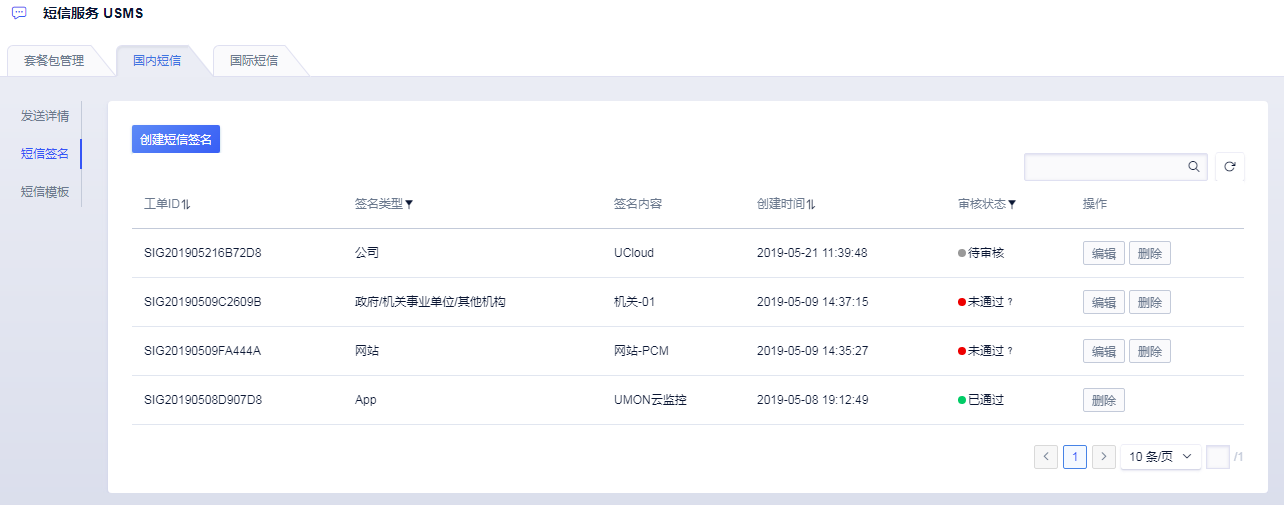 短信服务 USMS
套餐包管理 国内短信 国际短信
发送详情
短信签名
短信模板
创建短信签名
工单ID 签名类型 签名内容 创建时间 审核状态 操作
SIG201905216B72D8 公司 UCloud 2019-05-21 11:39:48 待审核 编辑 删除
SIG20190509C2609B 政府/机关事业单位/其他机构 机关-01 2019-05-09 14:37:15 未通过 ? 编辑 删除
SIG20190509FA444A 网站 网站-PCM 2019-05-09 14:35:27 未通过 ? 编辑 删除
SIG20190508D907D8 App UMON云监控 2019-05-08 19:12:49 已通过 删除
1 10 条/页 /1